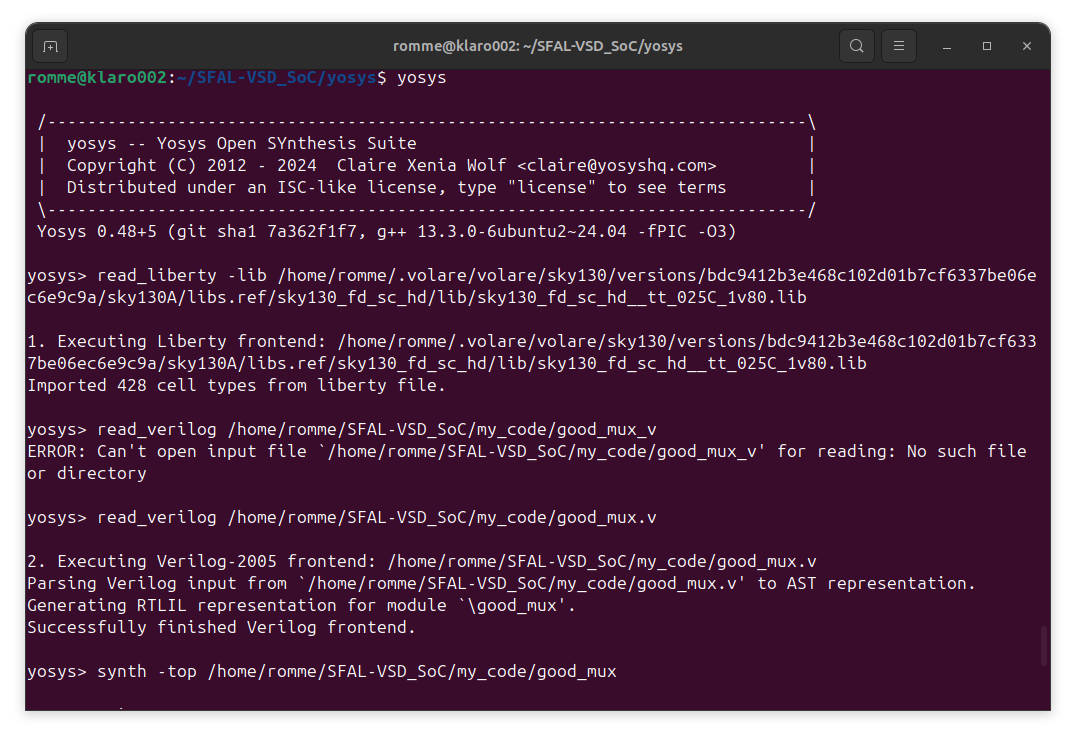 romme@klaro002: ~/SFAL-VSD_SoC/yosys
romme@klaro002:~/SFAL-VSD_SoC/yosys$ yosys
/----------------------------------------------------------------------------\
|  yosys -- Yosys Open SYnthesis Suite                                       |
|  Copyright (C) 2012 - 2024  Claire Xenia Wolf <claire@yosyshq.com>         |
|  Distributed under an ISC-like license, type "license" to see terms        |
\----------------------------------------------------------------------------/
Yosys 0.48+5 (git sha1 7a362f1f7, g++ 13.3.0-6ubuntu2~24.04 -fPIC -O3)
yosys> read_liberty -lib /home/romme/.volare/volare/sky130/versions/bdc9412b3e468c102d01b7cf6337be06e
c6e9c9a/sky130A/libs.ref/sky130_fd_sc_hd/lib/sky130_fd_sc_hd__tt_025C_1v80.lib
1. Executing Liberty frontend: /home/romme/.volare/volare/sky130/versions/bdc9412b3e468c102d01b7cf633
7be06ec6e9c9a/sky130A/libs.ref/sky130_fd_sc_hd/lib/sky130_fd_sc_hd__tt_025C_1v80.lib
Imported 428 cell types from liberty file.
yosys> read_verilog /home/romme/SFAL-VSD_SoC/my_code/good_mux_v
ERROR: Can't open input file `/home/romme/SFAL-VSD_SoC/my_code/good_mux_v' for reading: No such file
or directory
yosys> read_verilog /home/romme/SFAL-VSD_SoC/my_code/good_mux.v
2. Executing Verilog-2005 frontend: /home/romme/SFAL-VSD_SoC/my_code/good_mux.v
Parsing Verilog input from `/home/romme/SFAL-VSD_SoC/my_code/good_mux.v' to AST representation.
Generating RTLIL representation for module `\good_mux'.
Successfully finished Verilog frontend.
yosys> synth -top /home/romme/SFAL-VSD_SoC/my_code/good_mux